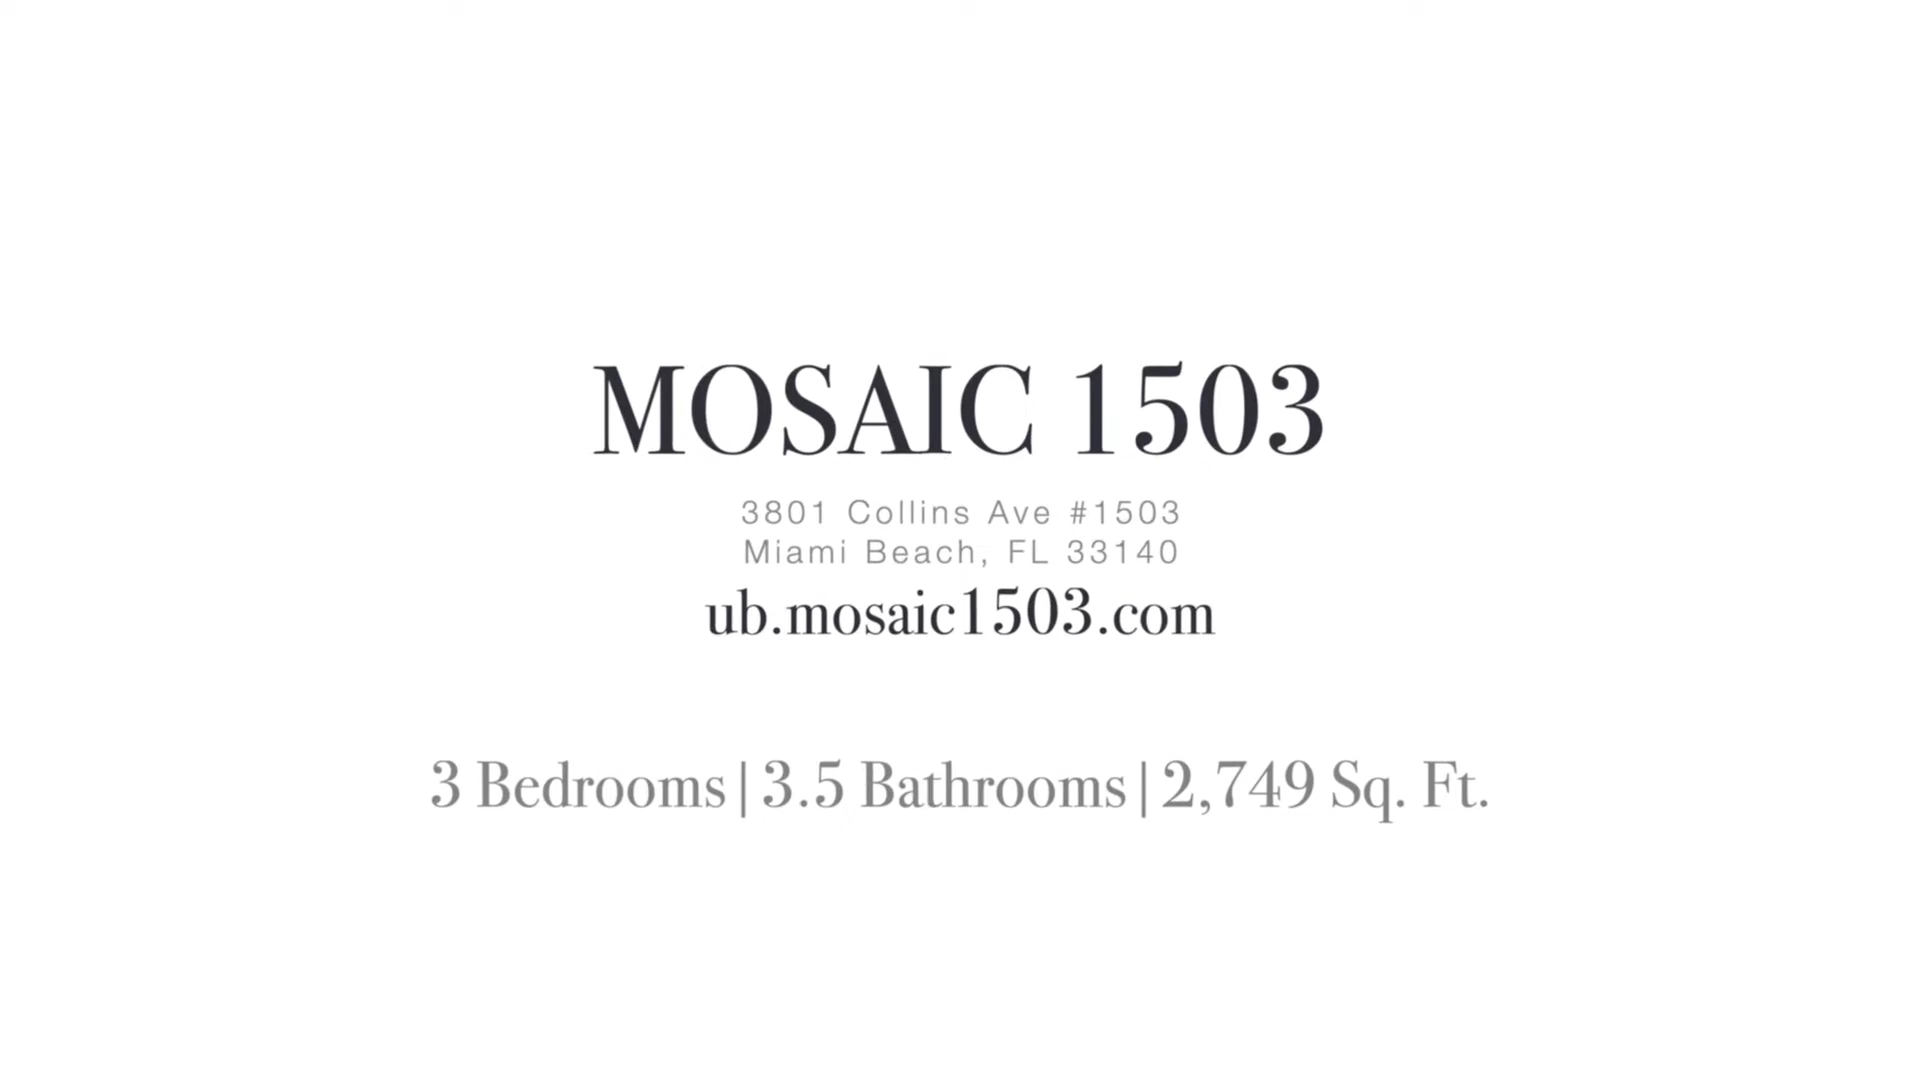 MOSAIC 1503
3801 Collins Ave #1503
Miami Beach, FL 33140
ub.mosaic1503.com
3 Bedrooms | 3.5 Bathrooms | 2,749 Sq. Ft.